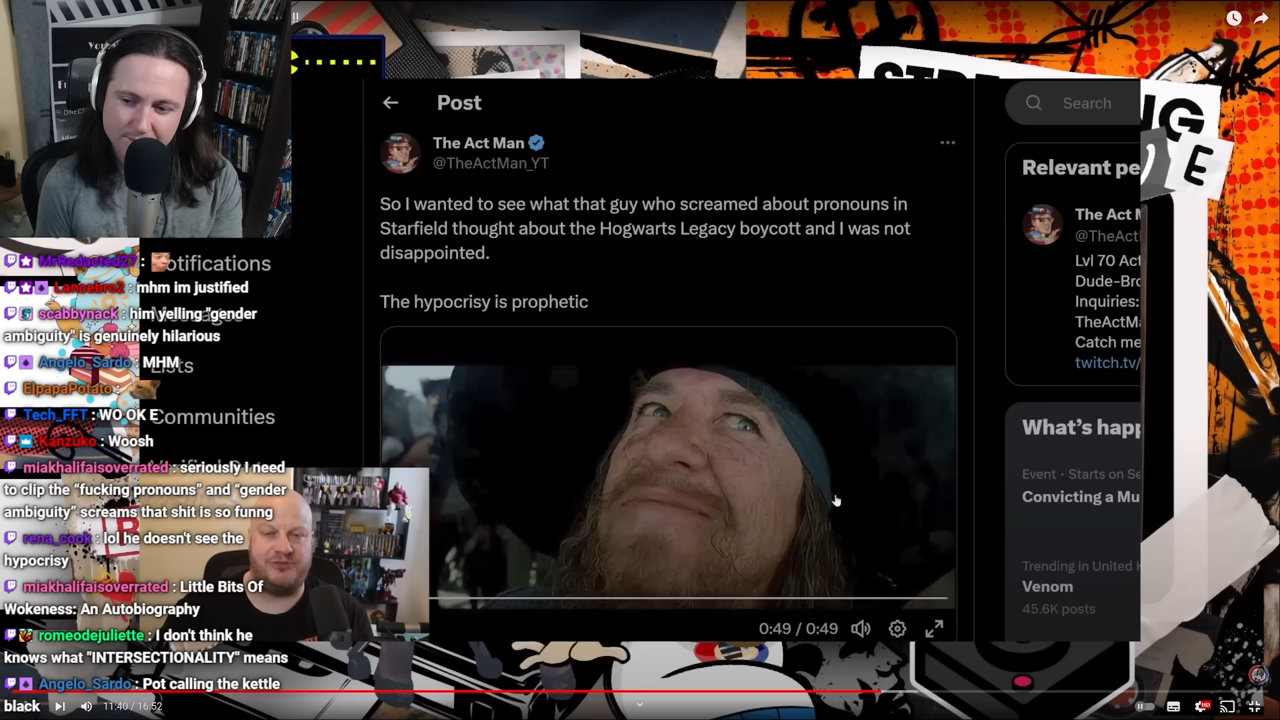 Post
Search
The Act Man
@TheActMan_YT
So I wanted to see what that guy who screamed about pronouns in
Starfield thought about the Hogwarts Legacy boycott and I was not
disappointed.
The hypocrisy is prophetic
0:49 / 0:49
Relevant pe
The Act M
@TheActI
Lvl 70 Act
Dude-Bro
Inquiries:
TheActMa
Catch me
twitch.tv/
What's happ
Event · Starts on Se
Convicting a Mu
Trending in United K
Venom
45.6K posts
otifications
Lists
Communities
MrRedacted27 :
Lancebro2 : mhm im justified
scabbynack : him yelling "gender
ambiguity" is genuinely hilarious
Angelo_Sardo : MHM
ElpapaPotato :
Tech_FFT : WO OK E
Kanzuko : Woosh
miakhalifaisoverrated : seriously I need
to clip the “fucking pronouns” and “gender
ambiguity” screams that shit is so funng
rena_cook : lol he doesn't see the
hypocrisy
miakhalifaisoverrated : Little Bits Of
Wokeness: An Autobiography
romeodejuliette : I don't think he
knows what "INTERSECTIONALITY" means
Angelo_Sardo : Pot calling the kettle
black
11:40 / 16:52
HD